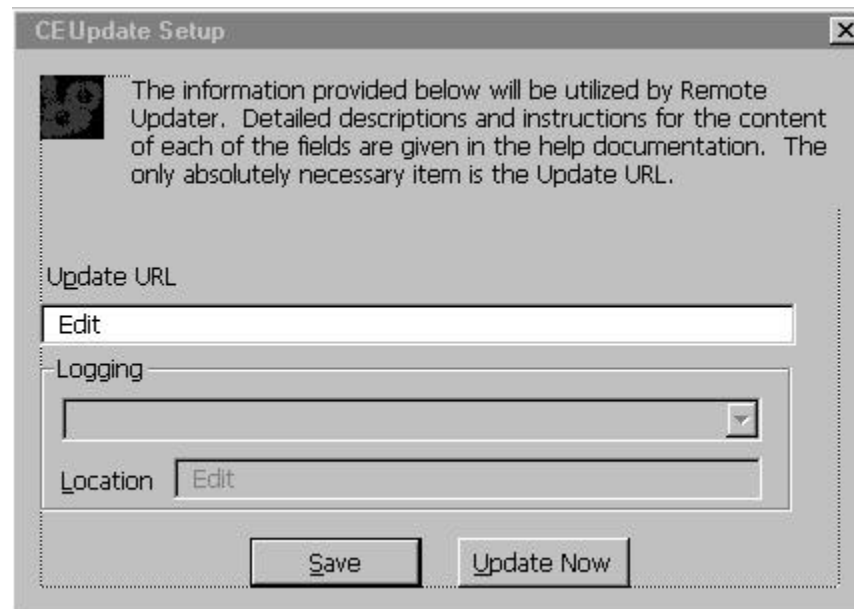 CEUpdate Setup
The information provided below will be utilized by Remote
Updater. Detailed descriptions and instructions for the content
of each of the fields are given in the help documentation. The
only absolutely necessary item is the Update URL.
Update URL
Edit
Logging
Location Edit
Save Update Now